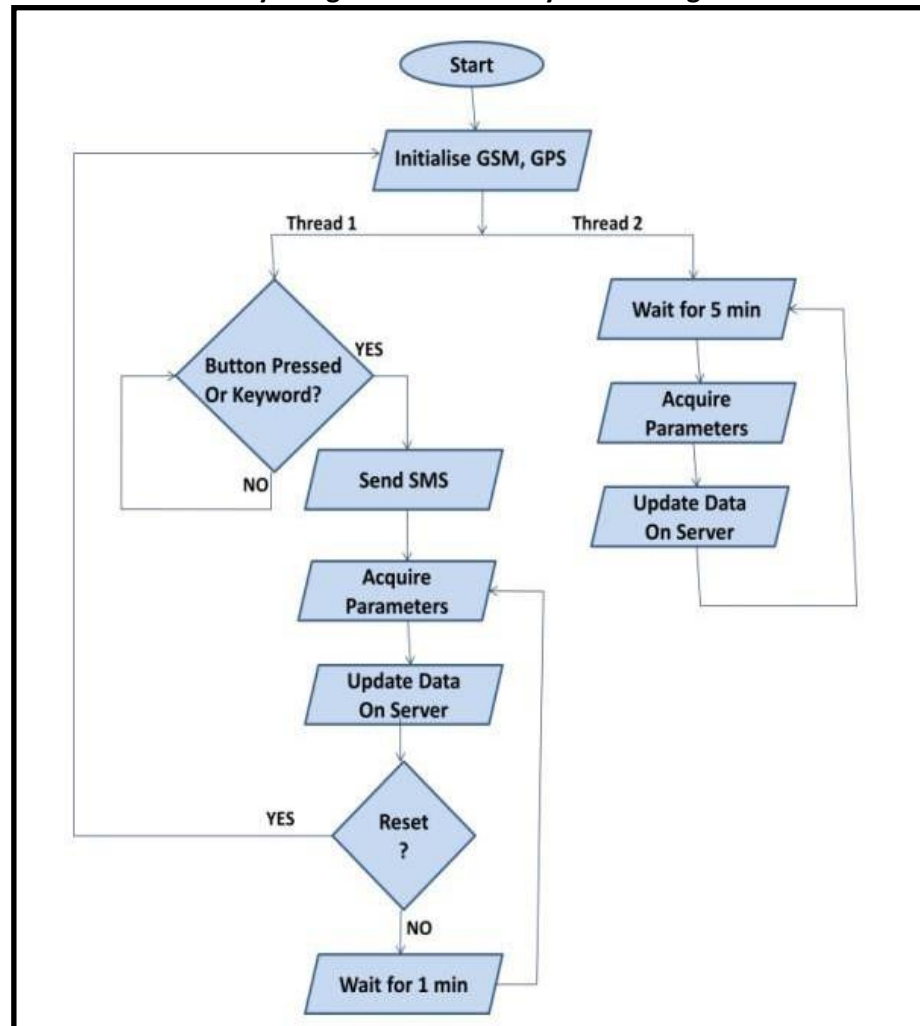 Start
Initialise GSM, GPS
Thread 1
Thread 2
Button Pressed
Or Keyword?
YES
NO
Send SMS
Acquire
Parameters
Update Data
On Server
Reset
?
YES
NO
Wait for 1 min
Wait for 5 min
Acquire
Parameters
Update Data
On Server